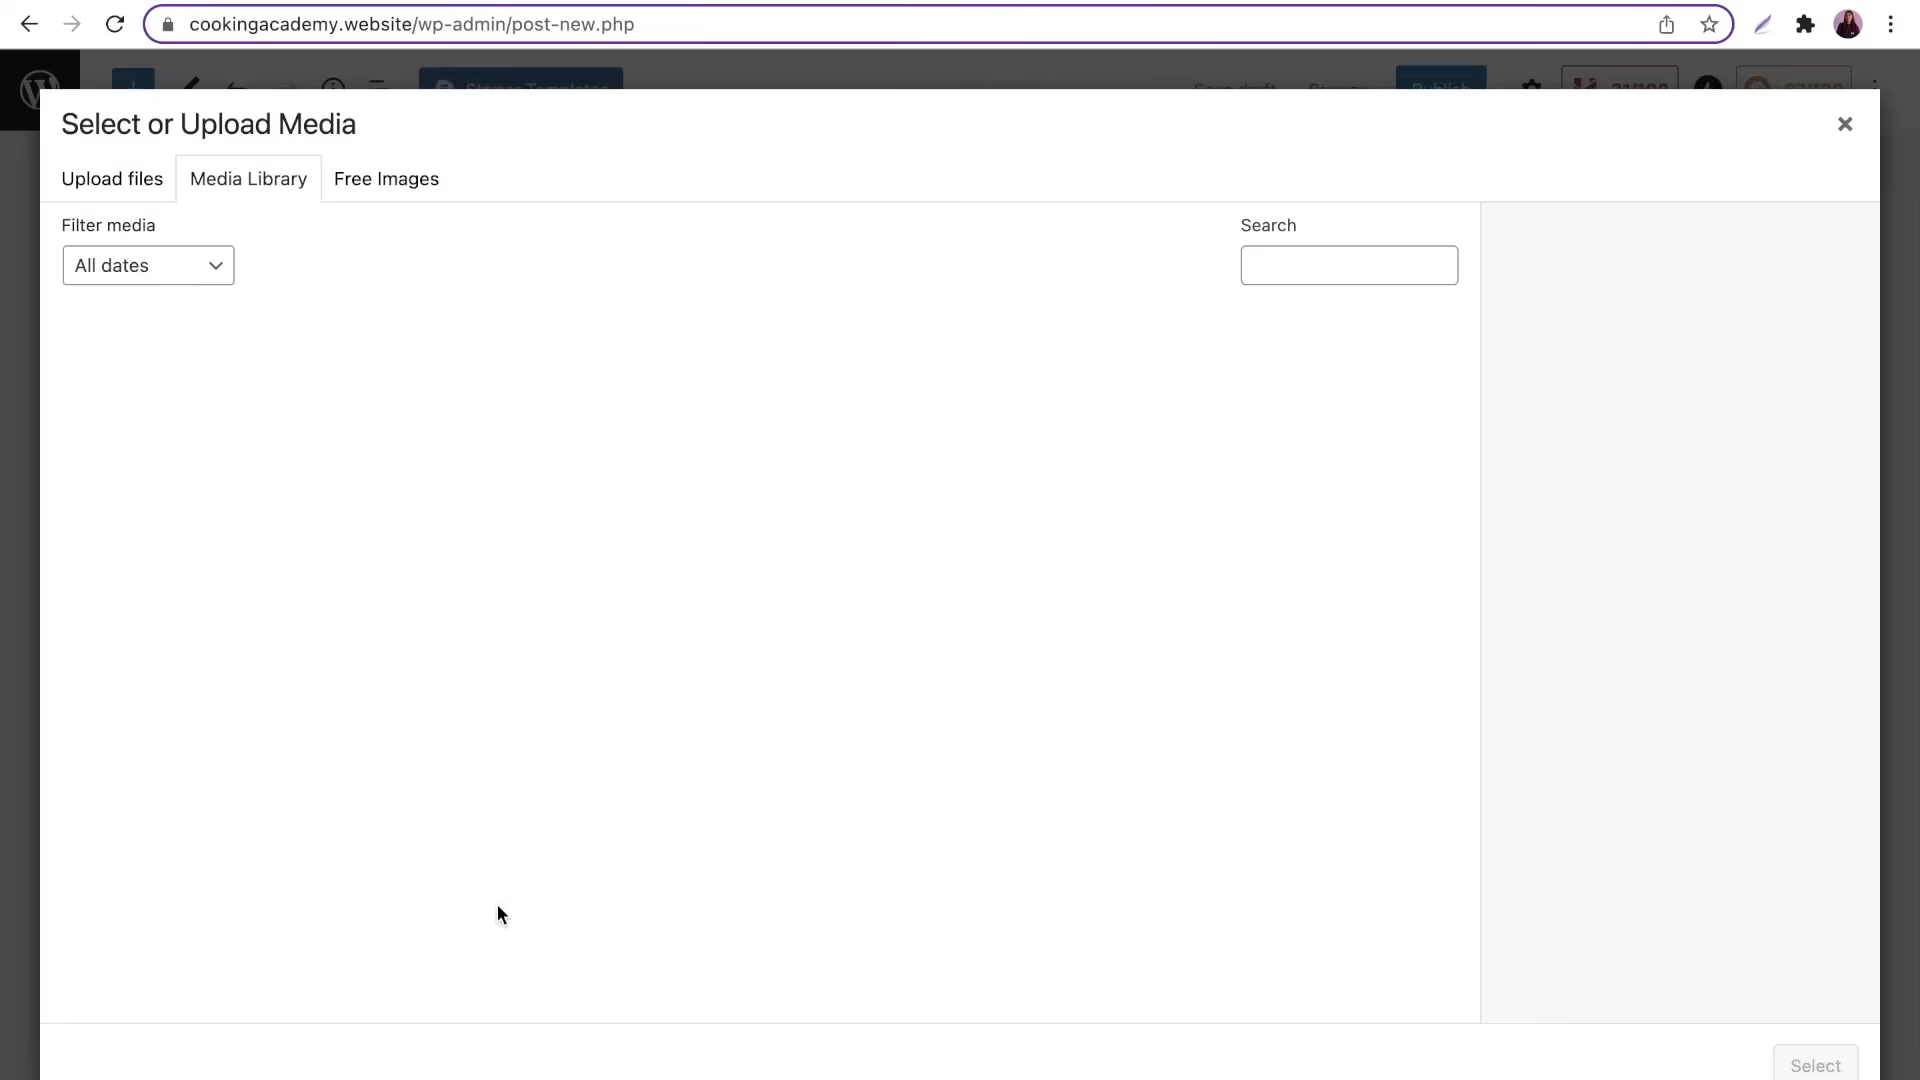 cookingacademy.website/wp-admin/post-new.php
Select or Upload Media
Upload files
Media Library
Free Images
Filter media
Search
All dates
Select